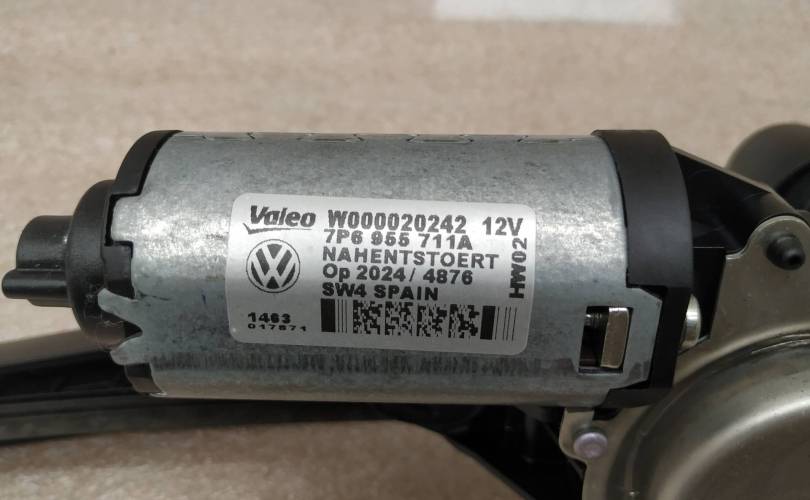 Valeo W000020242 12V
7P6 955 711A
NAHENTSTOERT
Op 2024/4876
SW4 SPAIN
HW02
1463
017871